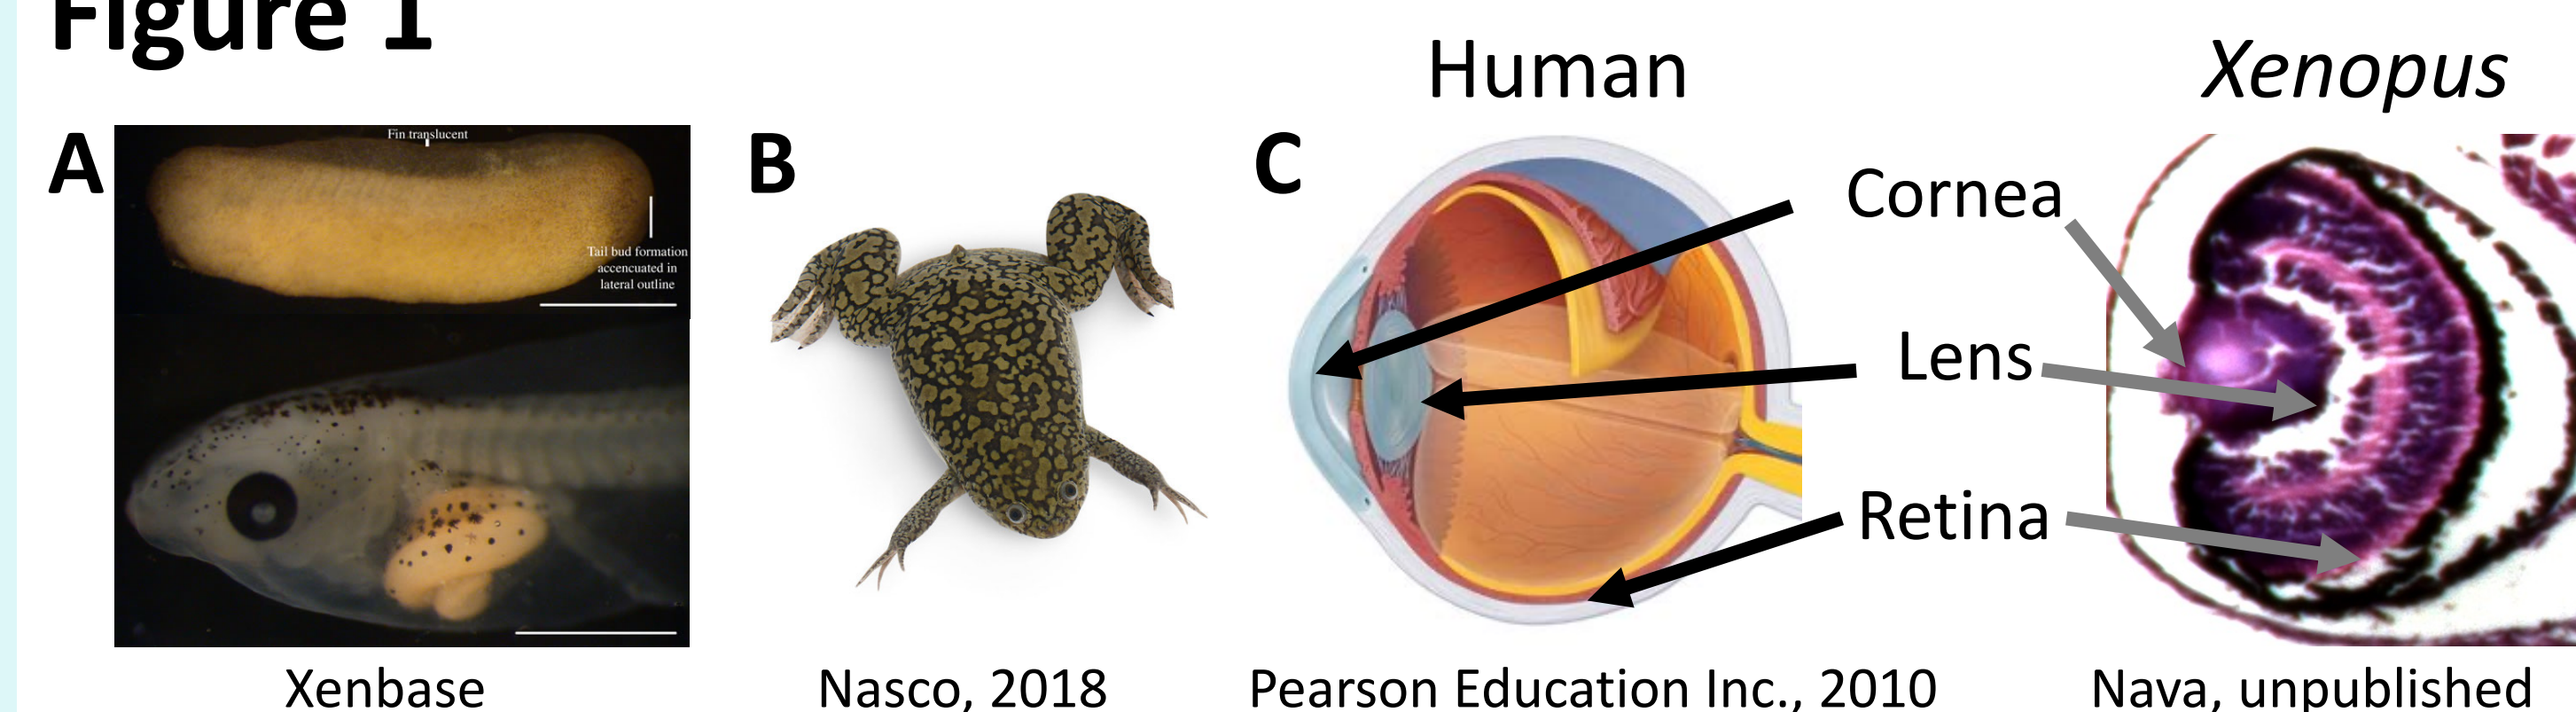 Figure 1
Human
Xenopus
A
Fin translucent
Tail bud formation
accencuated in
lateral outline
B
C
Cornea
Lens
Retina
Xenbase
Nasco, 2018
Pearson Education Inc., 2010
Nava, unpublished